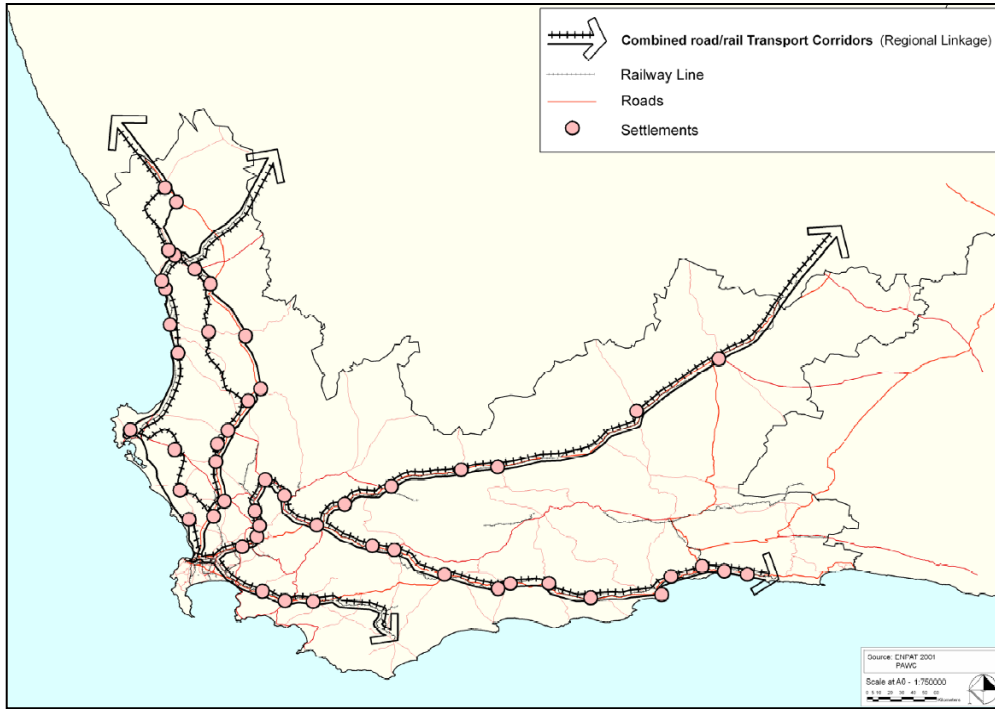 Combined road/rail Transport Corridors (Regional Linkage)
Railway Line
Roads
Settlements
Source: ENPAT 2001
PAWC
Scale at A0 - 1:750000
Kilometers
N